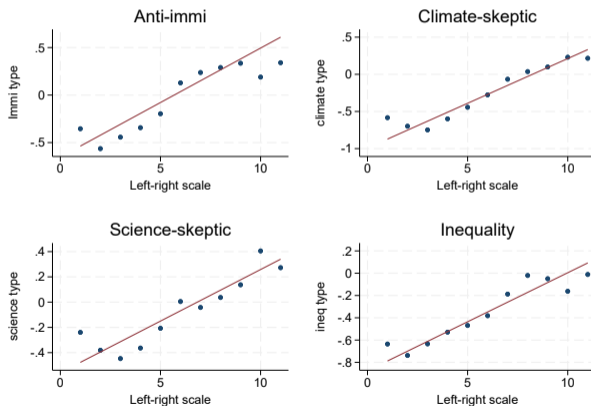 Anti-immi
Immi type
.5
0
-.5
0
5
10
Left-right scale
Climate-skeptic
climate type
.5
0
-.5
-1
0
5
10
Left-right scale
Science-skeptic
science type
.4
.2
0
-.2
-.4
0
5
10
Left-right scale
Inequality
ineq type
.2
0
-.2
-.4
-.6
-.8
0
5
10
Left-right scale